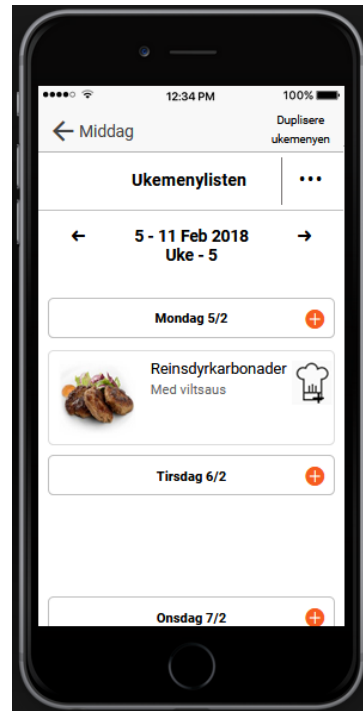 12:34 PM
100%
Middag
Duplisere
ukemenyen
Ukemenylisten
5 - 11 Feb 2018
Uke - 5
Mondag 5/2
Reinsdyrkarbonader
Med viltsaus
Tirsdag 6/2
Onsdag 7/2